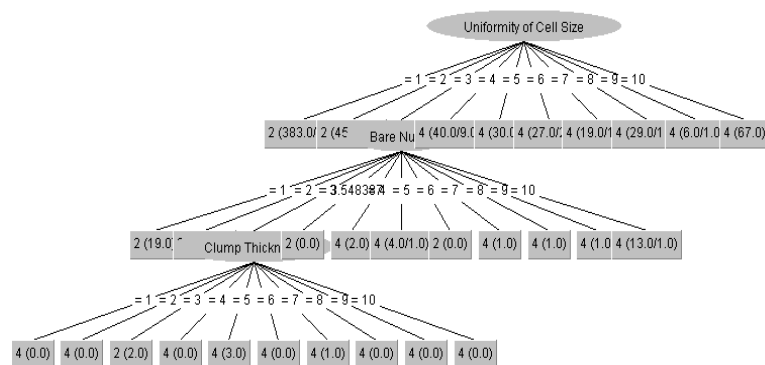 Uniformity of Cell Size
= 1 = 2 = 3 = 4 = 5 = 6 = 7 = 8 = 9 = 10
2 (383.0/ 2 (45 4 (40.0/9.0 4 (30.0 4 (27.0/ 4 (19.0/1 4 (29.0/1 4 (6.0/1.0 4 (67.0)
Bare Nu
= 1 = 2 = 3 = 4 = 5 = 6 = 7 = 8 = 9 = 10
2 (19.0 2 (0.0) 4 (2.0) 4 (4.0/1.0) 2 (0.0) 4 (1.0) 4 (1.0) 4 (1.0 4 (13.0/1.0)
Clump Thickn
= 1 = 2 = 3 = 4 = 5 = 6 = 7 = 8 = 9 = 10
4 (0.0) 4 (0.0) 2 (2.0) 4 (0.0) 4 (3.0) 4 (0.0) 4 (1.0) 4 (0.0) 4 (0.0) 4 (0.0)